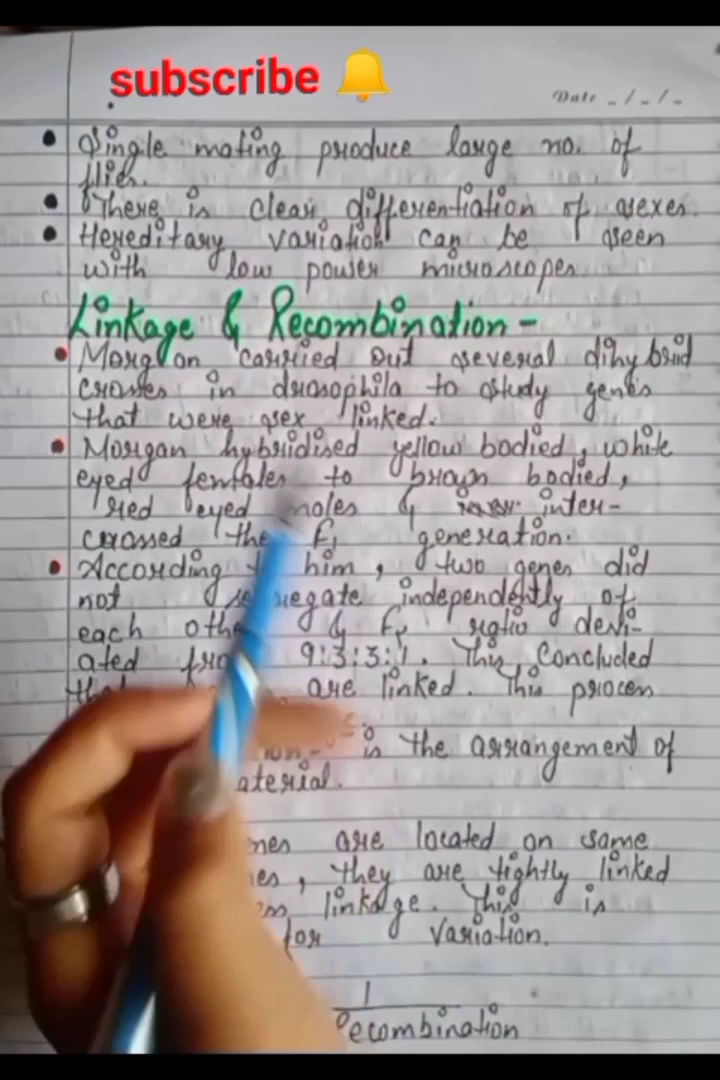 subscribe 🔔
Date _/_/_
• Single mating produce large no. of
flies.
• There is clear differentiation of sexes.
• Hereditary variation can be seen
with low power microscopes
Linkage & Recombination -
• Morgan carried out several dihybrid
crosses in drosophila to study genes
that were sex linked.
• Morgan hybridised yellow bodied, white
eyed females to brown bodied,
red eyed males & inter-
crossed the F1 generation.
• According him, two genes did
not segregate independently of
each other & F2 ratio devi-
ated from 9:3:3:1. This concluded
are linked. This process
is the arrangement of
are located on same
, they are tightly linked
linkage. This is
for variation.
1
Recombination